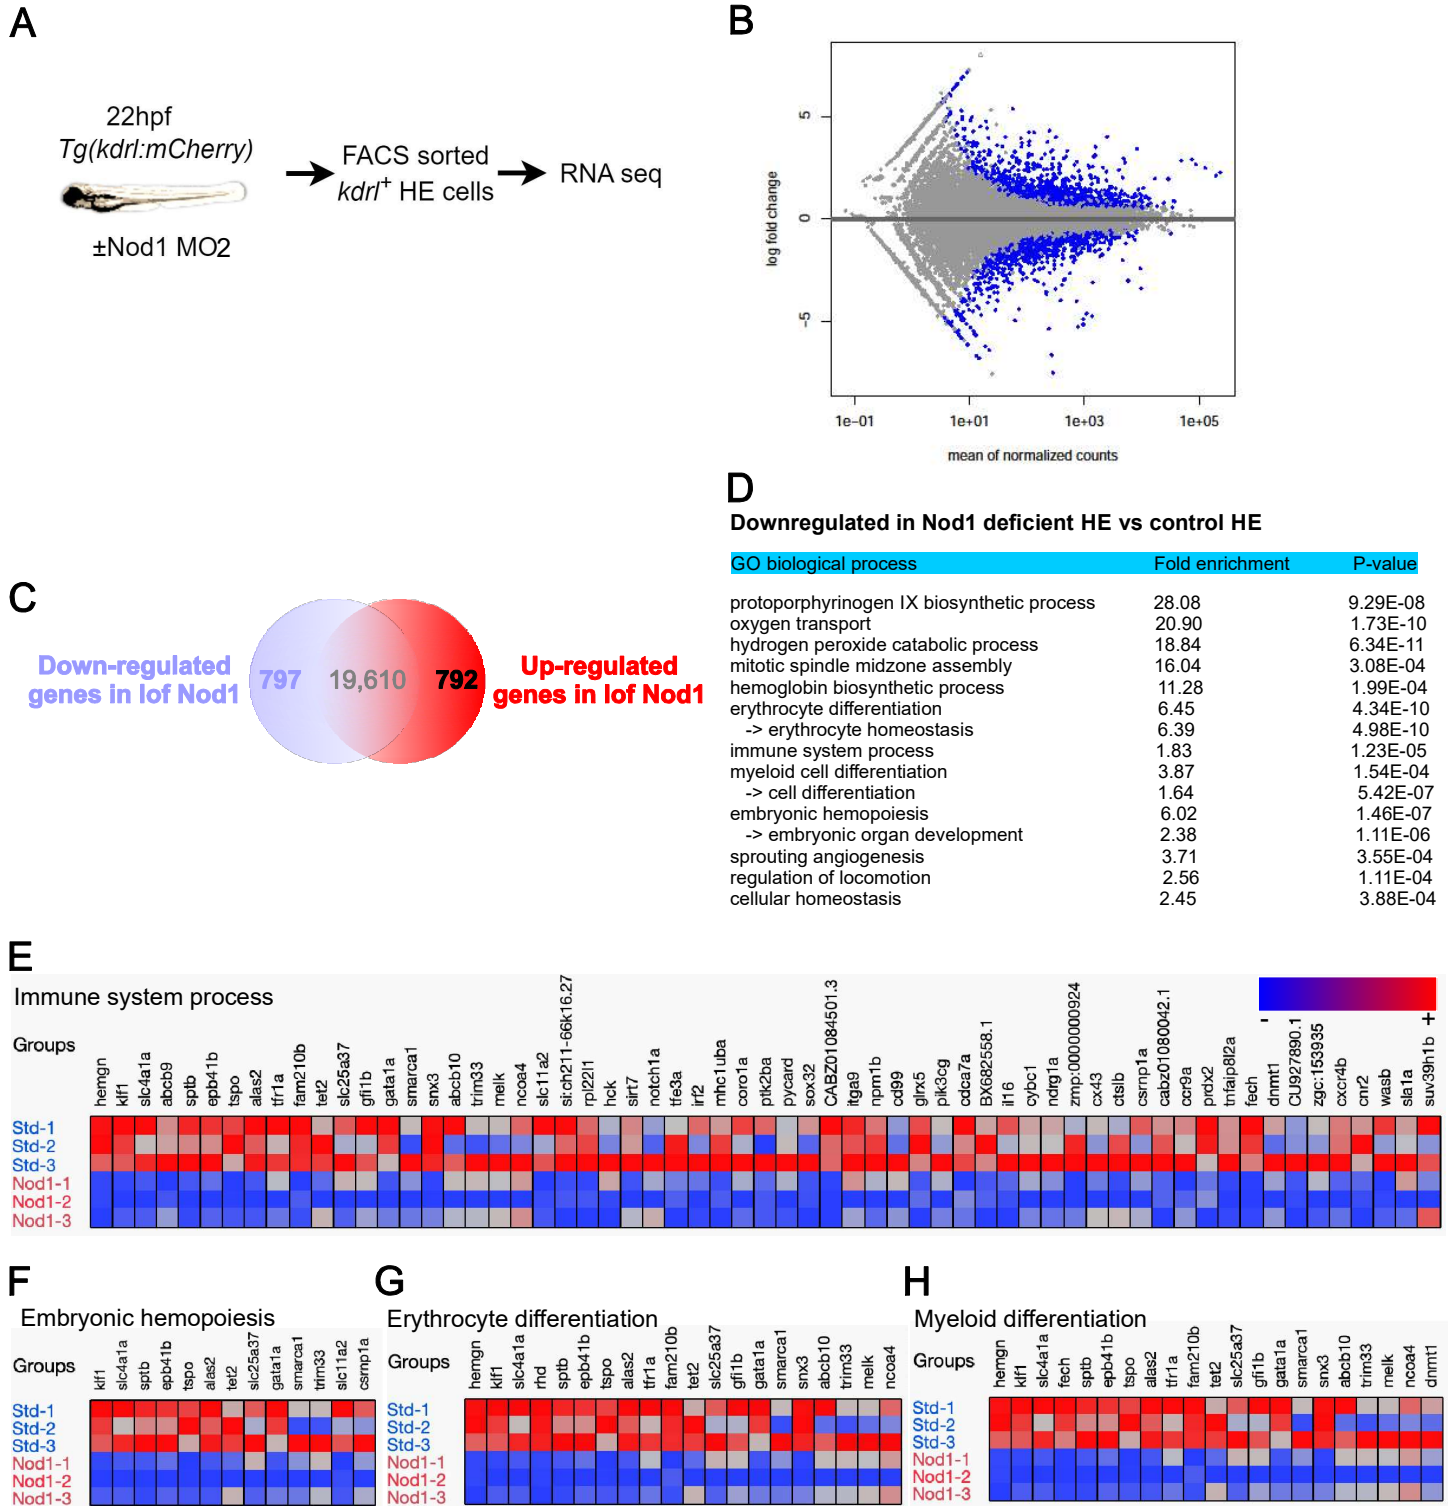 A
22hpf
Tg(kdrl:mCherry)
±Nod1 MO2
FACS sorted
kdrl+ HE cells
RNA seq
B
log fold change
5
0
-5
1e−01
1e+01
1e+03
1e+05
mean of normalized counts
C
Down-regulated
genes in lof Nod1
797
19,610
792
Up-regulated
genes in lof Nod1
D
Downregulated in Nod1 deficient HE vs control HE
GO biological process Fold enrichment P-value
protoporphyrinogen IX biosynthetic process 28.08 9.29E-08
oxygen transport 20.90 1.73E-10
hydrogen peroxide catabolic process 18.84 6.34E-11
mitotic spindle midzone assembly 16.04 3.08E-04
hemoglobin biosynthetic process 11.28 1.99E-04
erythrocyte differentiation 6.45 4.34E-10
-> erythrocyte homeostasis 6.39 4.98E-10
immune system process 1.83 1.23E-05
myeloid cell differentiation 3.87 1.54E-04
-> cell differentiation 1.64 5.42E-07
embryonic hemopoiesis 6.02 1.46E-07
-> embryonic organ development 2.38 1.11E-06
sprouting angiogenesis 3.71 3.55E-04
regulation of locomotion 2.56 1.11E-04
cellular homeostasis 2.45 3.88E-04
E
Immune system process
- +
Groups hemgn klf1 slc4a1a abcb9 sptb epb41b tspo alas2 tfr1a fam210b tet2 slc25a37 gfi1b gata1a smarca1 snx3 abcb10 trim33 melk ncoa4 slc11a2 si:ch211-66k16.27 rpl22l1 hck sirt7 notch1a tfe3a irf2 mhc1uba coro1a ptk2ba pycard sox32 CABZ01084501.3 itga9 npm1b cd99 glrx5 pik3cg cdca7a BX682558.1 il16 cybc1 ndrg1a zmp:0000000924 cx43 ctslb csrnp1a cabz01080042.1 ccr9a prdx2 tnfaip8l2a fech dnmt1 CU927890.1 zgc:153935 cxcr4b cnr2 wasb sla1a suv39h1b
Std-1
Std-2
Std-3
Nod1-1
Nod1-2
Nod1-3
F
Embryonic hemopoiesis
Groups klf1 slc4a1a sptb epb41b tspo alas2 tet2 slc25a37 gata1a smarca1 trim33 slc11a2 csrnp1a
Std-1
Std-2
Std-3
Nod1-1
Nod1-2
Nod1-3
G
Erythrocyte differentiation
Groups hemgn klf1 slc4a1a rhd sptb epb41b tspo alas2 tfr1a fam210b tet2 slc25a37 gfi1b gata1a smarca1 snx3 abcb10 trim33 melk ncoa4
Std-1
Std-2
Std-3
Nod1-1
Nod1-2
Nod1-3
H
Myeloid differentiation
Groups hemgn klf1 slc4a1a fech sptb epb41b tspo alas2 tfr1a fam210b tet2 slc25a37 gfi1b gata1a smarca1 snx3 abcb10 trim33 melk ncoa4 dnmt1
Std-1
Std-2
Std-3
Nod1-1
Nod1-2
Nod1-3